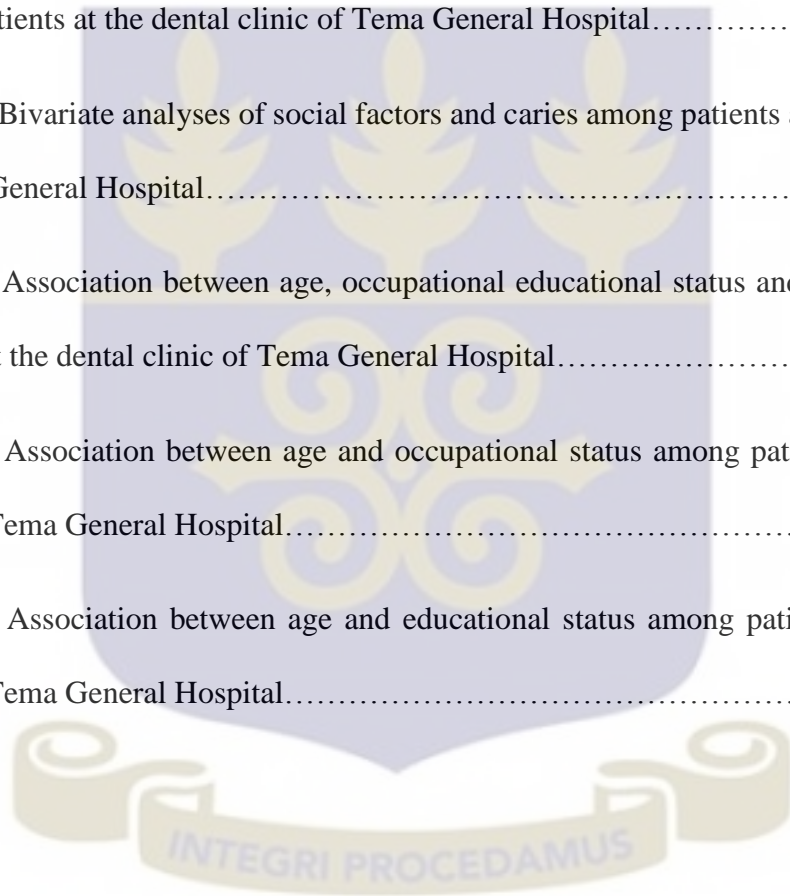 tients at the dental clinic of Tema General Hospital……………
Bivariate analyses of social factors and caries among patients
General Hospital……………………………………………………
Association between age, occupational educational status and
t the dental clinic of Tema General Hospital……………………
Association between age and occupational status among pat
Tema General Hospital………………………………………………
Association between age and educational status among pati
Tema General Hospital………………………………………………
INTEGRI PROCEDAMUS